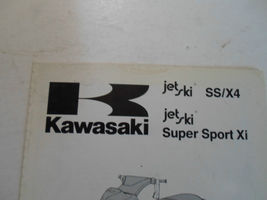 jet ski SS/X4
jet ski
Super Sport Xi
Kawasaki